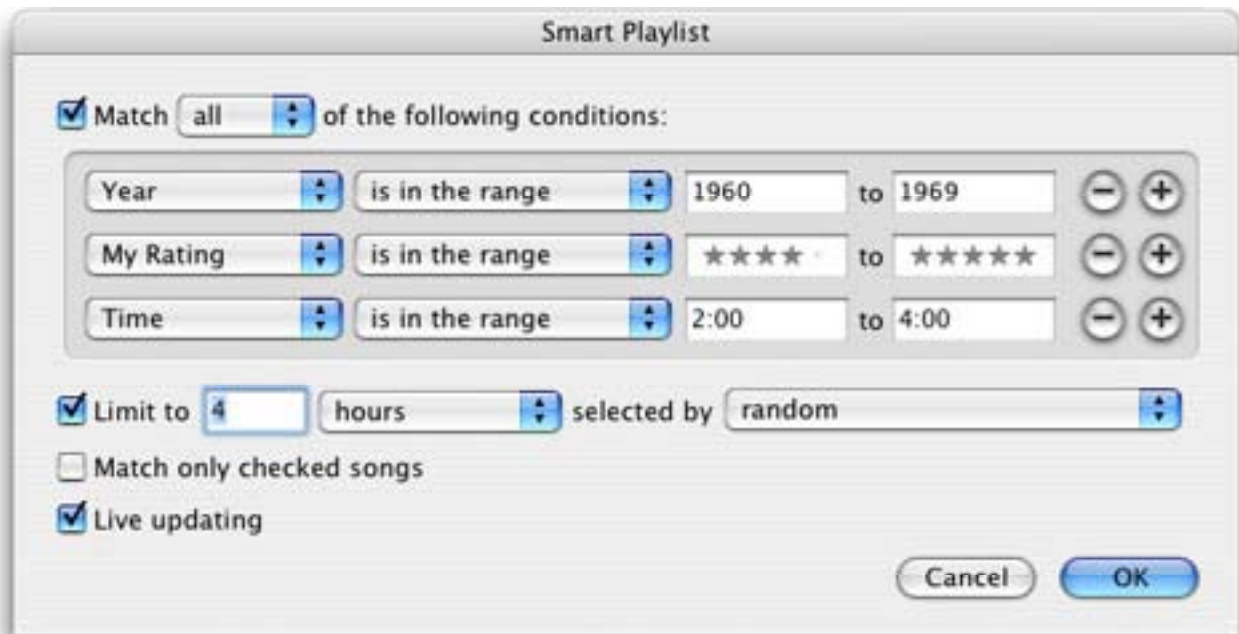 Smart Playlist
Match all of the following conditions:
Year is in the range 1960 to 1969
My Rating is in the range ★★★★· to ★★★★★
Time is in the range 2:00 to 4:00
Limit to 4 hours selected by random
Match only checked songs
Live updating
Cancel OK